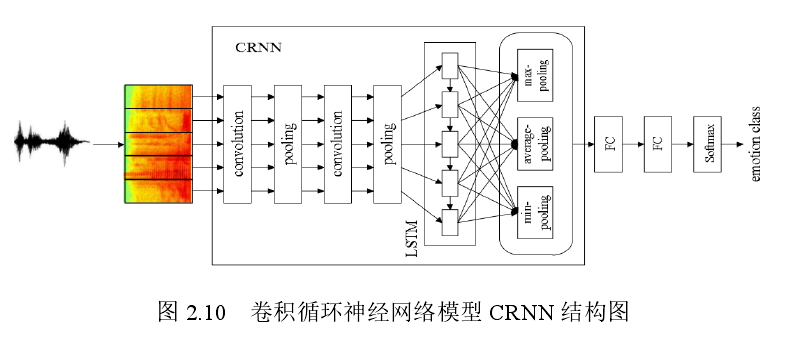 CRNN
convolution
pooling
convolution
pooling
LSTM
max-
pooling
average-
pooling
min-
pooling
FC
FC
Softmax
emotion class
图 2.10 卷积循环神经网络模型 CRNN 结构图